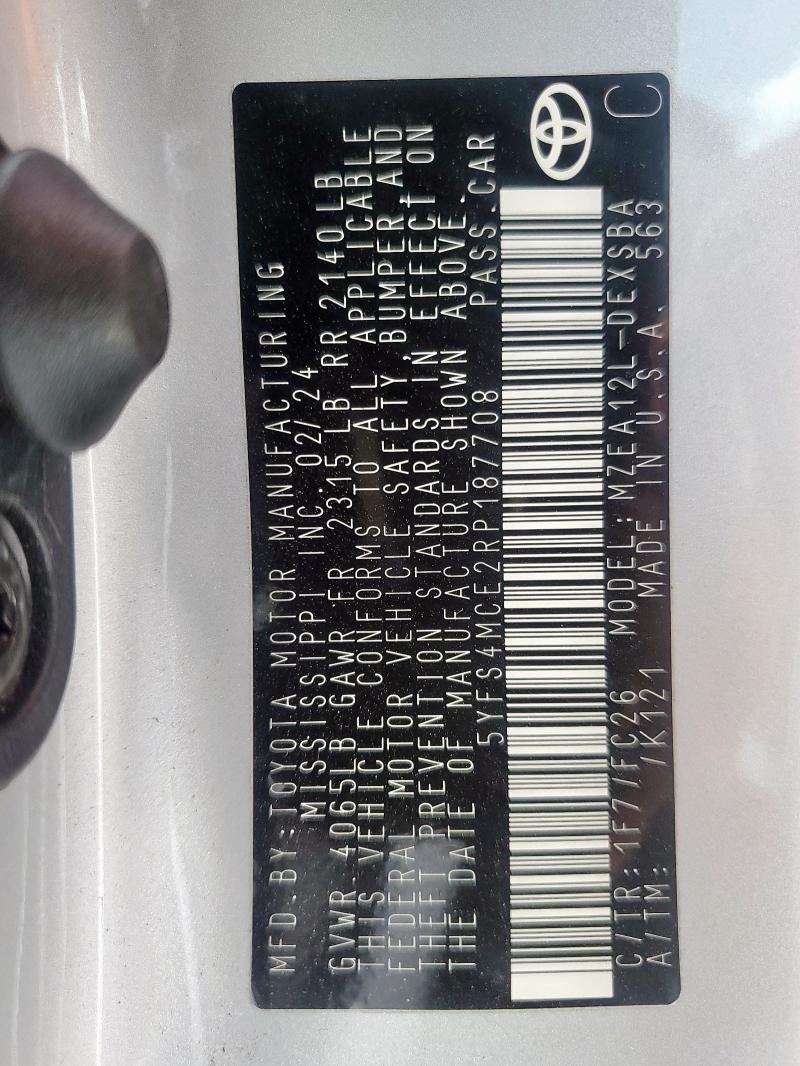 MFD.BY:TOYOTA MOTOR MANUFACTURING
MISSISSIPPI INC. 02/24
GVWR 4065LB GAWR FR 2315LB RR 2140LB
THIS VEHICLE CONFORMS TO ALL APPLICABLE
FEDERAL MOTOR VEHICLE SAFETY,BUMPER,AND
THEFT PREVENTION STANDARDS IN EFFECT ON
THE DATE OF MANUFACTURE SHOWN ABOVE.
5YFS4MCE2RP187708 PASS.CAR
C/TR: 1F7/FC26 MODEL: MZEA12L-DEXSBA
A/TM: /K121 MADE IN U.S.A. 563
C